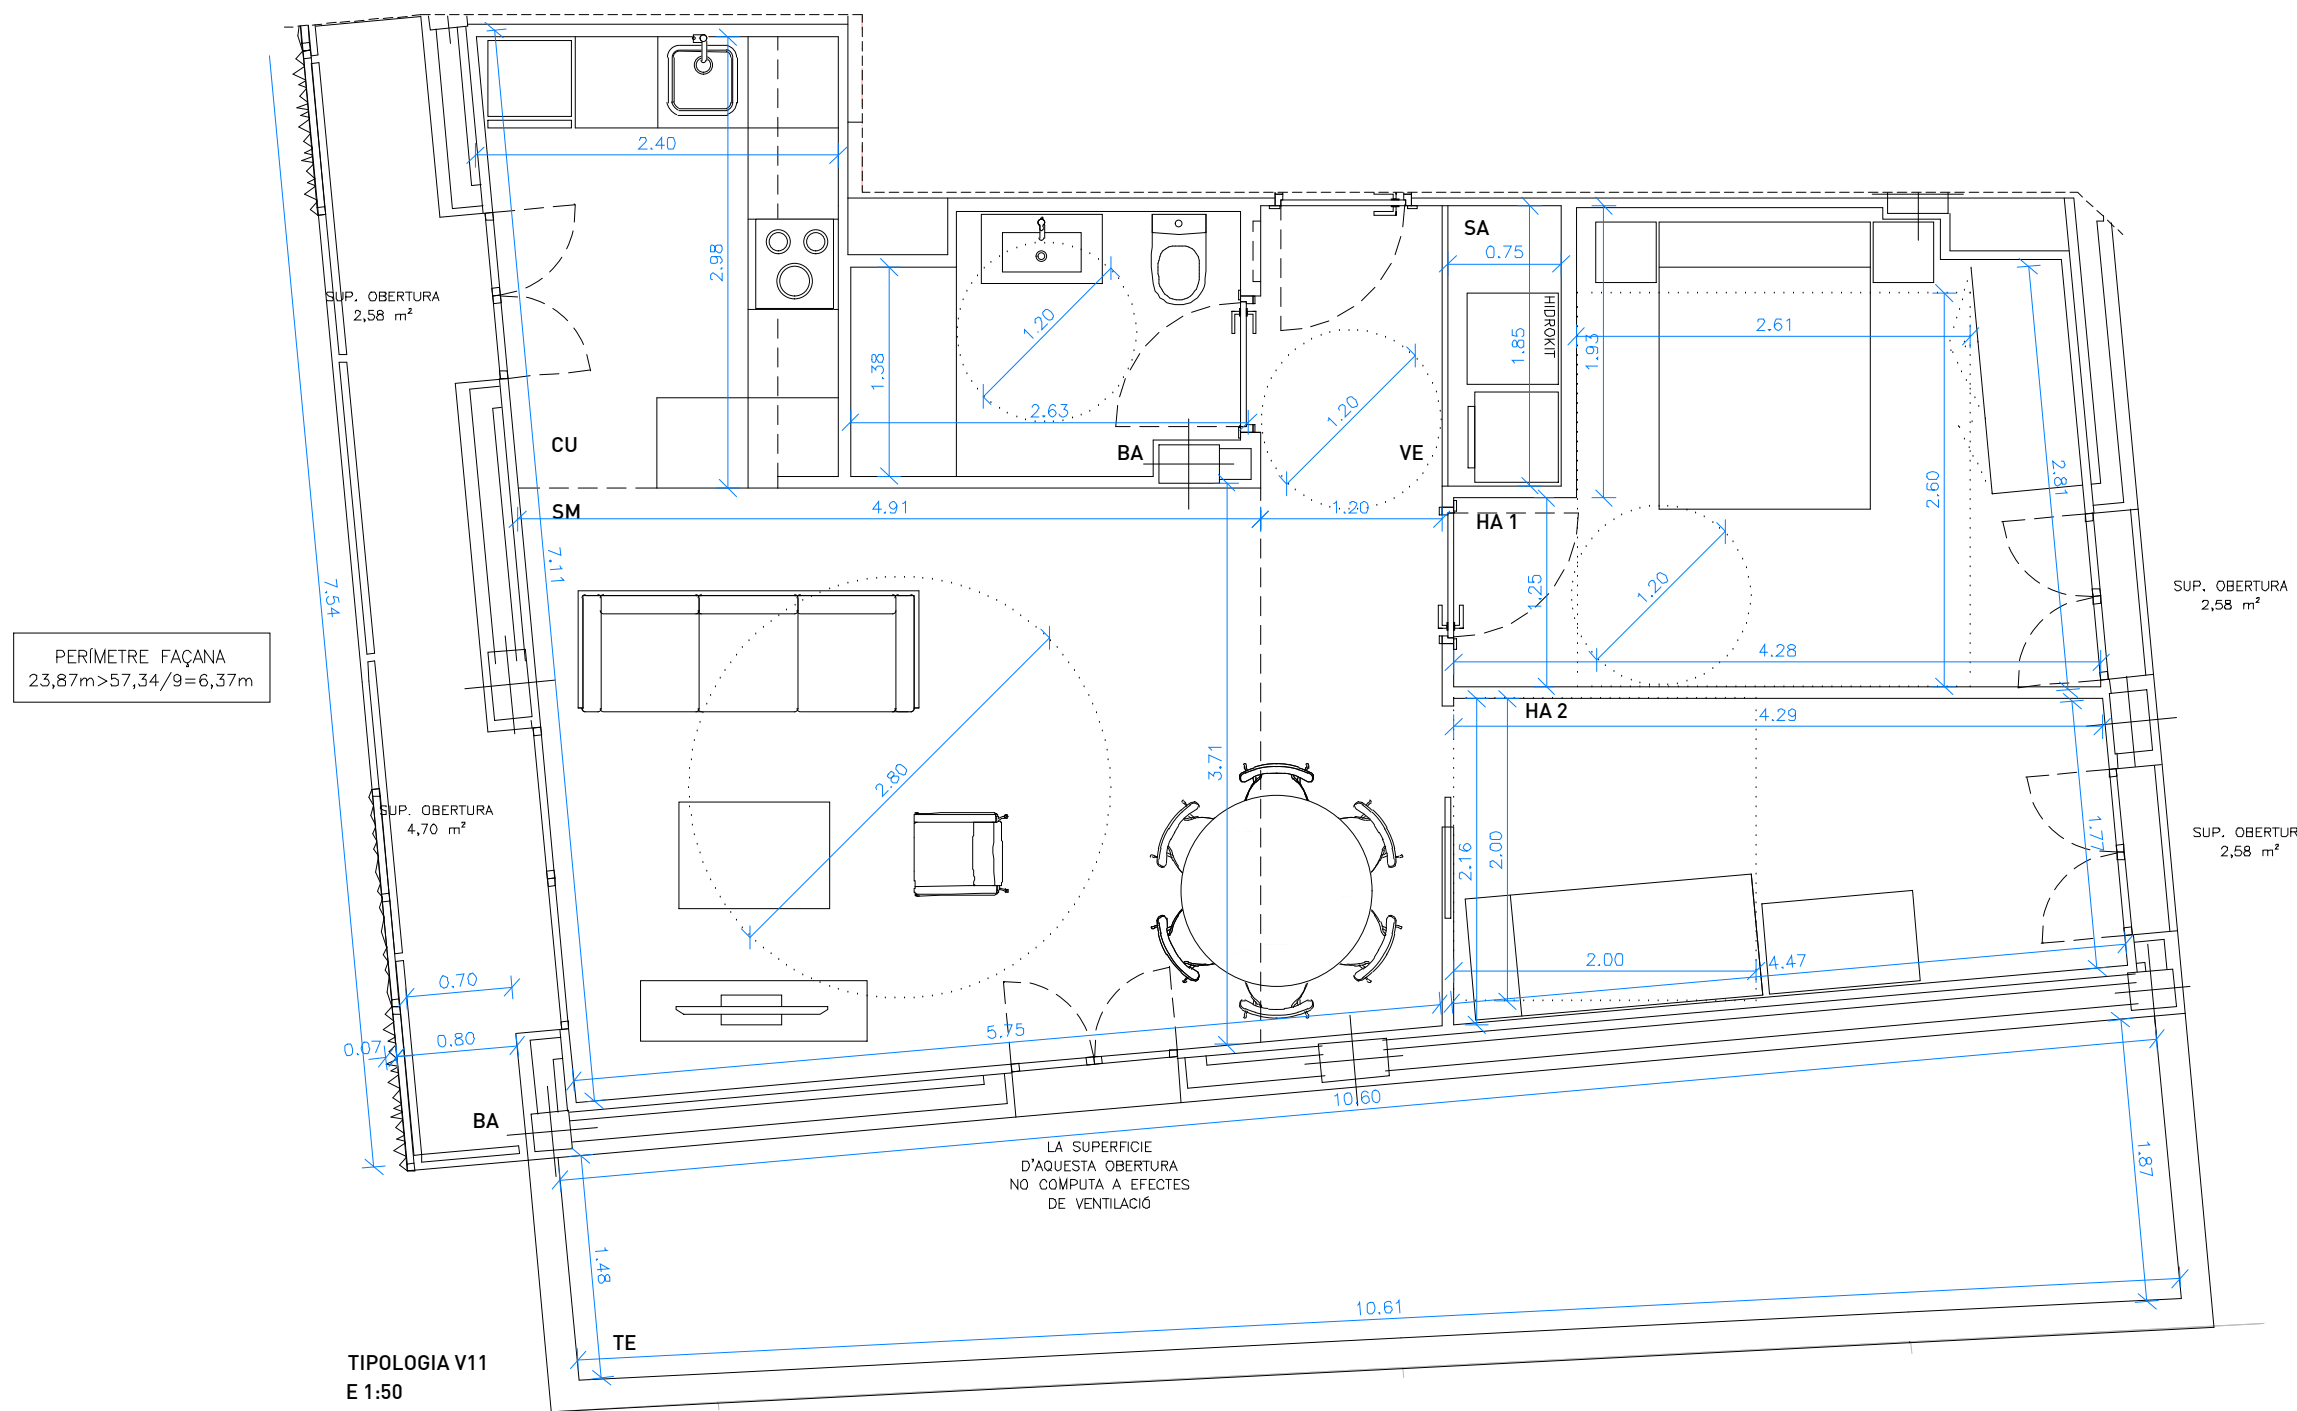 2.40
SA
0.75
SUP. OBERTURA
2,58 m²
2.98
1.20
HIDROKIT
1.85
1.93
2.61
1.38
2.63
1.20
CU
BA
VE
2.60
2.81
SM
4.91
1.20
HA 1
7.11
7.54
1.25
1.20
SUP. OBERTURA
2,58 m²
PERÍMETRE FAÇANA
23,87m>57,34/9=6,37m
4.28
HA 2
4.29
2.80
3.71
SUP. OBERTURA
4,70 m²
2.16
2.00
1.77
SUP. OBERTUR
2,58 m²
0.70
2.00
4.47
0.07
0.80
5.75
10.60
BA
LA SUPERFICIE
D'AQUESTA OBERTURA
NO COMPUTA A EFECTES
DE VENTILACIÓ
1.87
1.48
10.61
TE
TIPOLOGIA V11
E 1:50